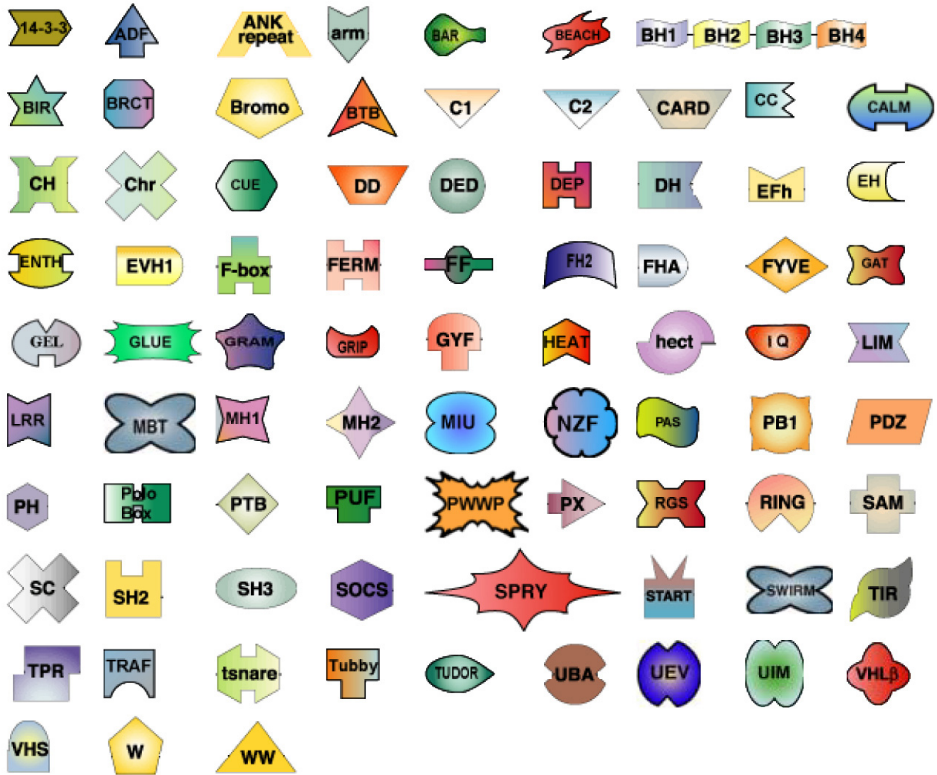 14-3-3 ADF ANK repeat arm BAR BEACH BH1 BH2 BH3 BH4
BIR BRCT Bromo BTB C1 C2 CARD CC CALM
CH Chr CUE DD DED DEP DH EFh EH
ENTH EVH1 F-box FERM FF FH2 FHA FYVE GAT
GEL GLUE GRAM GRIP GYF HEAT hect IQ LIM
LRR MBT MH1 MH2 MIU NZF PAS PB1 PDZ
PH Polo Box PTB PUF PWWP PX RGS RING SAM
SC SH2 SH3 SOCS SPRY START SWIRM TIR
TPR TRAF tsnare Tubby TUDOR UBA UEV UIM VHLβ
VHS W WW